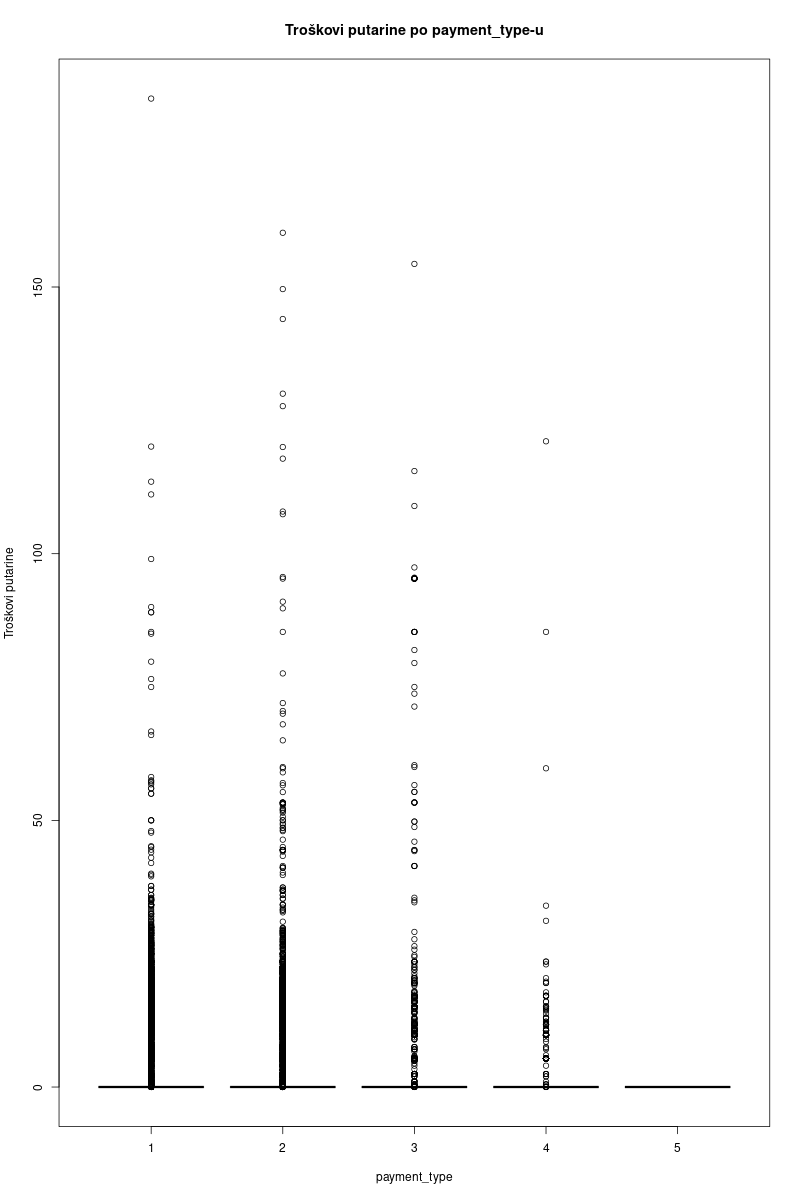 Troškovi putarine po payment_type-u
Troškovi putarine
150
100
50
0
1 2 3 4 5
payment_type